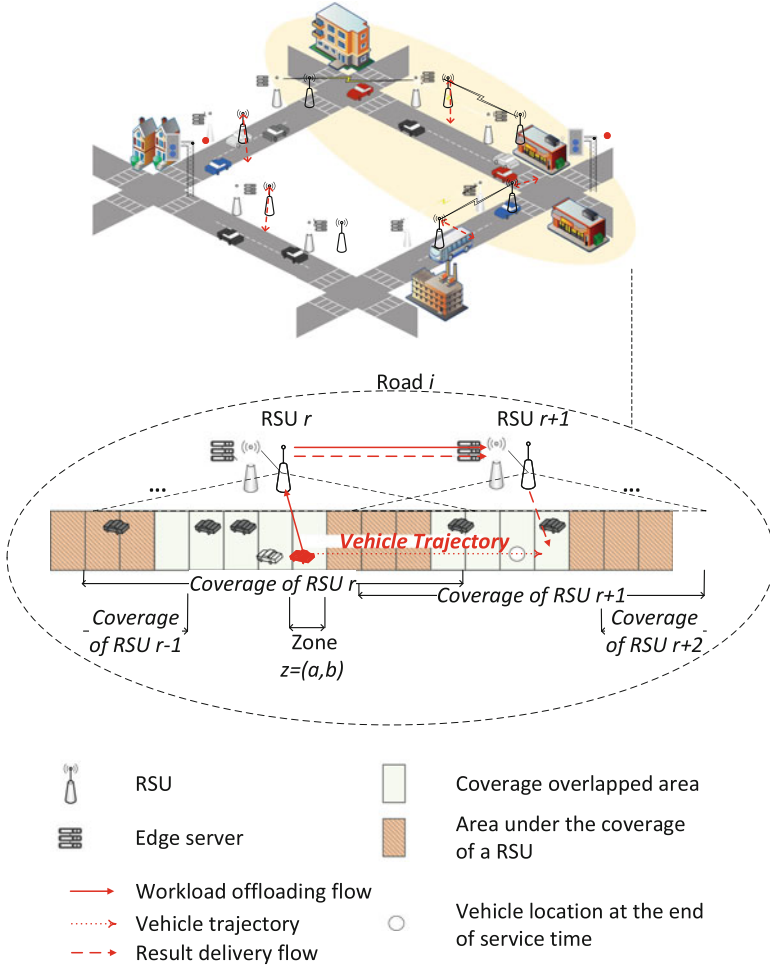 Road i
RSU r
RSU r+1
...
...
Vehicle Trajectory
Coverage of RSU r
Coverage of RSU r+1
Coverage
of RSU r-1
Zone
z=(a,b)
Coverage
of RSU r+2
RSU
Coverage overlapped area
Edge server
Area under the coverage
of a RSU
Workload offloading flow
Vehicle trajectory
Result delivery flow
Vehicle location at the end
of service time